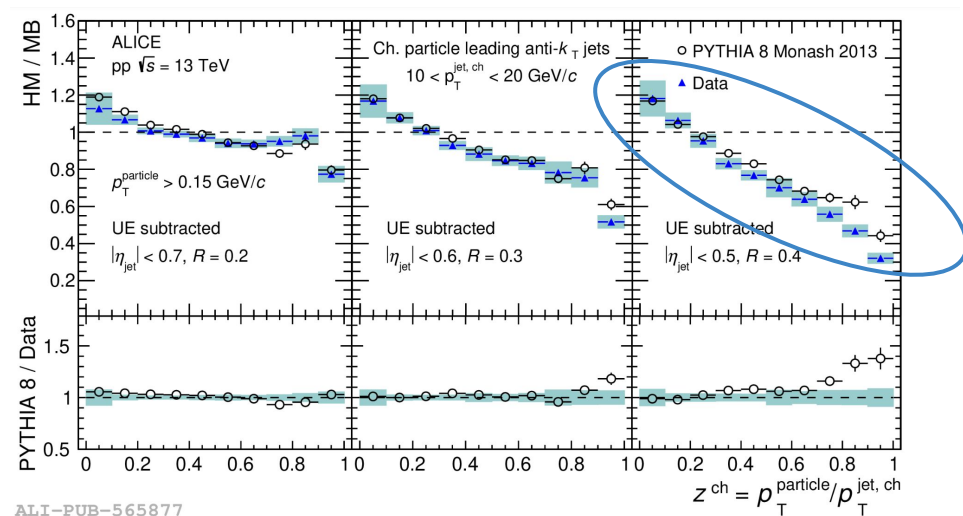 HM / MB
1.6
1.4
1.2
1
0.8
0.6
0.4
0.2
ALICE
pp √s = 13 TeV
p_T^particle > 0.15 GeV/c
UE subtracted
|η_jet| < 0.7, R = 0.2
Ch. particle leading anti-k_T jets
10 < p_T^jet, ch < 20 GeV/c
UE subtracted
|η_jet| < 0.6, R = 0.3
PYTHIA 8 Monash 2013
Data
UE subtracted
|η_jet| < 0.5, R = 0.4
PYTHIA 8 / Data
1.5
1.0
0.5
0 0.2 0.4 0.6 0.8 1 0 0.2 0.4 0.6 0.8 1 0 0.2 0.4 0.6 0.8 1
z^ch = p_T^particle/p_T^jet, ch
ALI-PUB-565877